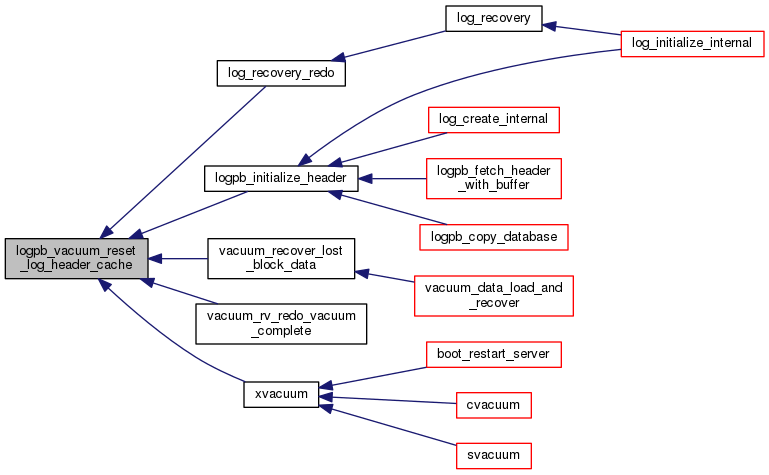 log_recovery
log_initialize_internal
log_recovery_redo
log_create_internal
logpb_fetch_header
_with_buffer
logpb_initialize_header
logpb_copy_database
logpb_vacuum_reset
_log_header_cache
vacuum_recover_lost
_block_data
vacuum_data_load_and
_recover
vacuum_rv_redo_vacuum
_complete
boot_restart_server
xvacuum
cvacuum
svacuum